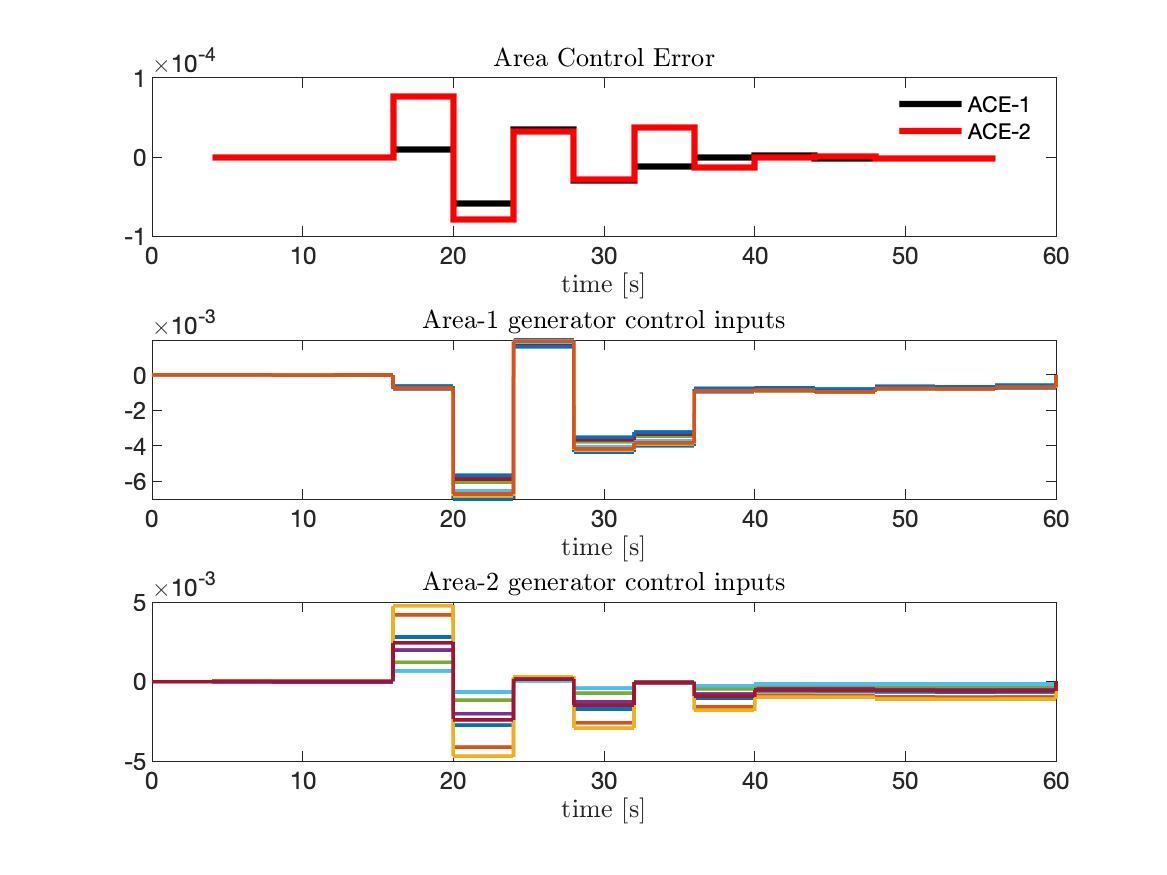 ×10-4
Area Control Error
1
0
-1
ACE-1
ACE-2
0 10 20 30 40 50 60
time [s]
×10-3
Area-1 generator control inputs
0
-2
-4
-6
0 10 20 30 40 50 60
time [s]
×10-3
Area-2 generator control inputs
5
0
-5
0 10 20 30 40 50 60
time [s]